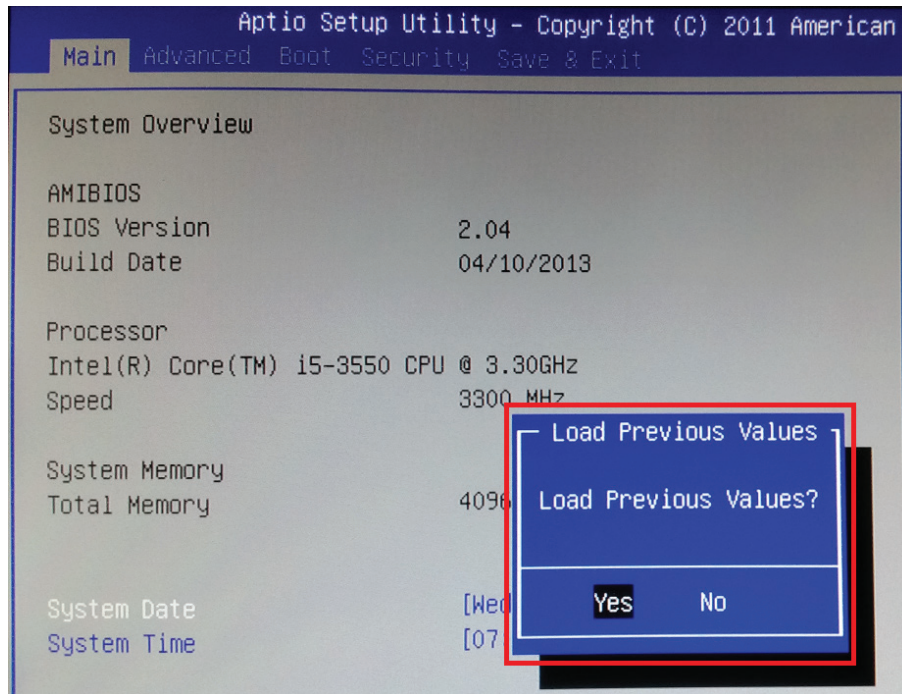 Aptio Setup Utility – Copyright (C) 2011 American
Main Advanced Boot Security Save & Exit
System Overview
AMIBIOS
BIOS Version 2.04
Build Date 04/10/2013
Processor
Intel(R) Core(TM) i5-3550 CPU @ 3.30GHz
Speed 3300 MHz
Load Previous Values
System Memory
Total Memory 4096
Load Previous Values?
Yes No
System Date [Wed
System Time [07